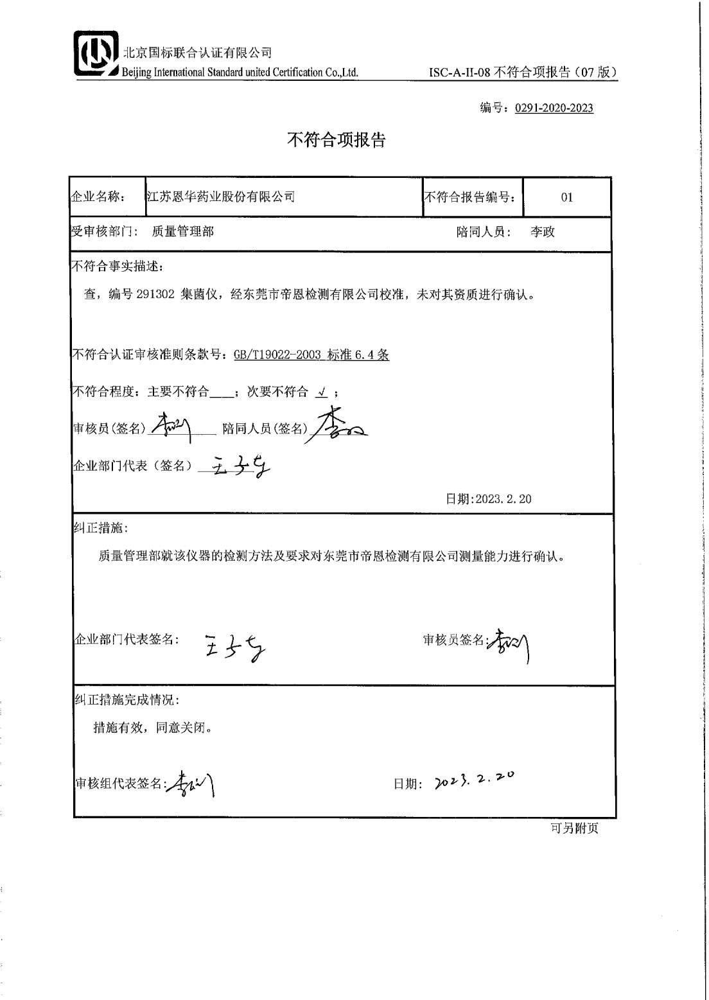 北京国标联合认证有限公司
Beijing International Standard united Certification Co.,Ltd. ISC-A-II-08 不符合项报告（07 版）
编号：0291-2020-2023
不符合项报告
企业名称： 江苏恩华药业股份有限公司 不符合报告编号： 01
受审核部门： 质量管理部 陪同人员： 李政
不符合事实描述：
查，编号 291302 集菌仪，经东莞市帝恩检测有限公司校准，未对其资质进行确认。
不符合认证审核准则条款号：GB/T19022-2003 标准 6.4 条
不符合程度：主要不符合____；次要不符合 √ ；
审核员(签名) 陪同人员(签名)
企业部门代表（签名）
日期:2023.2.20
纠正措施：
质量管理部就该仪器的检测方法及要求对东莞市帝恩检测有限公司测量能力进行确认。
企业部门代表签名： 审核员签名:
纠正措施完成情况：
措施有效，同意关闭。
审核组代表签名: 日期： 2023.2.20
可另附页